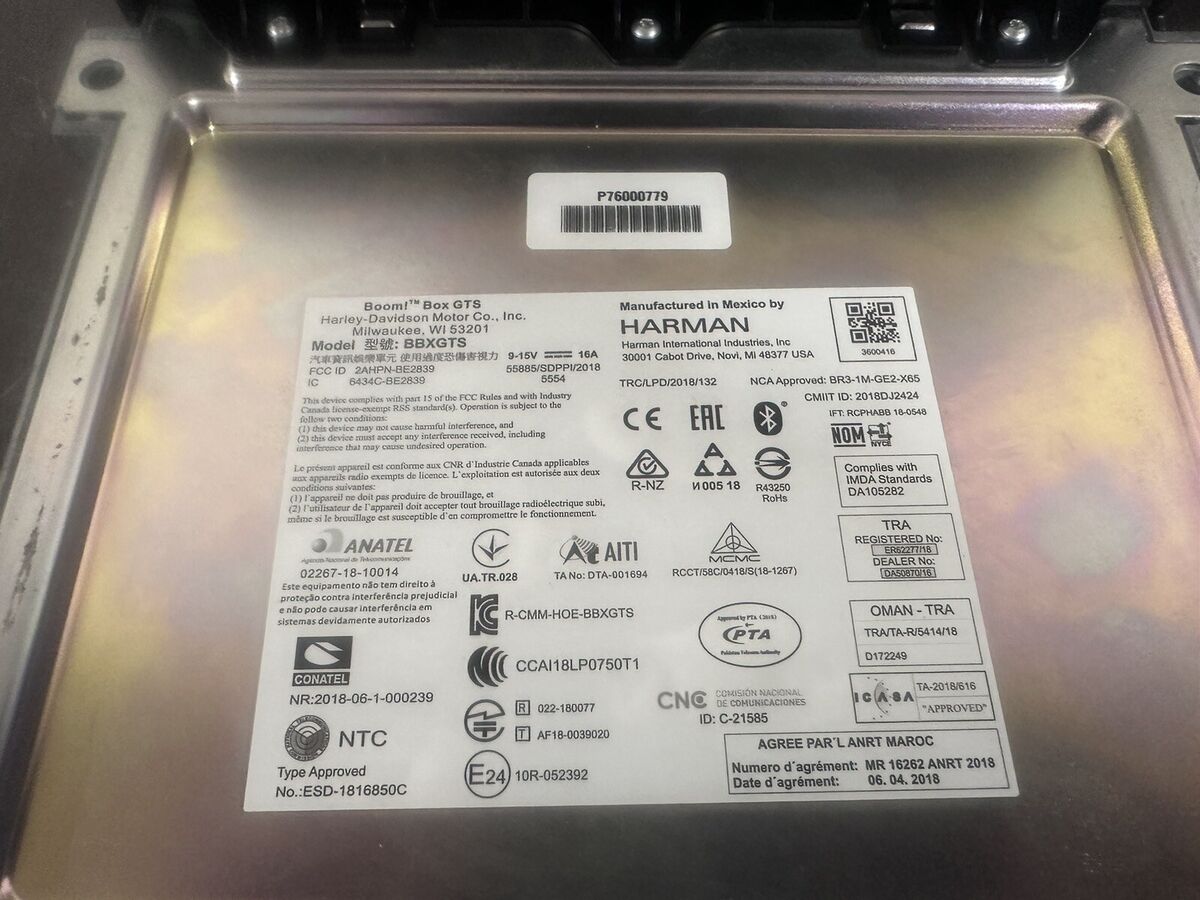 P76000779
Boom!™ Box GTS
Harley-Davidson Motor Co., Inc.
Milwaukee, WI 53201
Model 型號: BBXGTS
汽車資訊娛樂單元 使用過度恐傷害視力
9-15V 16A
FCC ID 2AHPN-BE2839
IC 6434C-BE2839
55885/SDPPI/2018
5554
This device complies with part 15 of the FCC Rules and with Industry
Canada license-exempt RSS standard(s). Operation is subject to the
follow two conditions:
(1) this device may not cause harmful interference, and
(2) this device must accept any interference received, including
interference that may cause undesired operation.
Le présent appareil est conforme aux CNR d'Industrie Canada applicables
aux appareils radio exempts de licence. L'exploitation est autorisée aux deux
conditions suivantes:
(1) l'appareil ne doit pas produire de brouillage, et
(2) l'utilisateur de l'appareil doit accepter tout brouillage radioélectrique subi,
même si le brouillage est susceptible d'en compromettre le fonctionnement.
Manufactured in Mexico by
HARMAN
Harman International Industries, Inc
30001 Cabot Drive, Novi, Mi 48377 USA
3600416
TRC/LPD/2018/132
NCA Approved: BR3-1M-GE2-X65
CMIIT ID: 2018DJ2424
IFT: RCPHABB 18-0548
CE EAC
NOM NYCE
R-NZ
И 005 18
R43250
RoHs
Complies with
IMDA Standards
DA105282
ANATEL
Agência Nacional de Telecomunicações
02267-18-10014
Este equipamento não tem direito à
proteção contra interferência prejudicial
e não pode causar interferência em
sistemas devidamente autorizados
UA.TR.028
AITI
TA No: DTA-001694
MCMC
RCCT/58C/0418/S(18-1267)
TRA
REGISTERED No:
ER62277/18
DEALER No:
DA50870/16
R-CMM-HOE-BBXGTS
Approved by PTA (2018)
PTA
Pakistan Telecom Authority
OMAN - TRA
TRA/TA-R/5414/18
D172249
CONATEL
NR:2018-06-1-000239
CCAI18LP0750T1
CNC COMISIÓN NACIONAL
DE COMUNICACIONES
ID: C-21585
ICASA
TA-2018/616
"APPROVED"
R 022-180077
T AF18-0039020
NTC
Type Approved
No.:ESD-1816850C
E24 10R-052392
AGREE PAR'L ANRT MAROC
Numero d'agrément: MR 16262 ANRT 2018
Date d'agrément: 06. 04. 2018